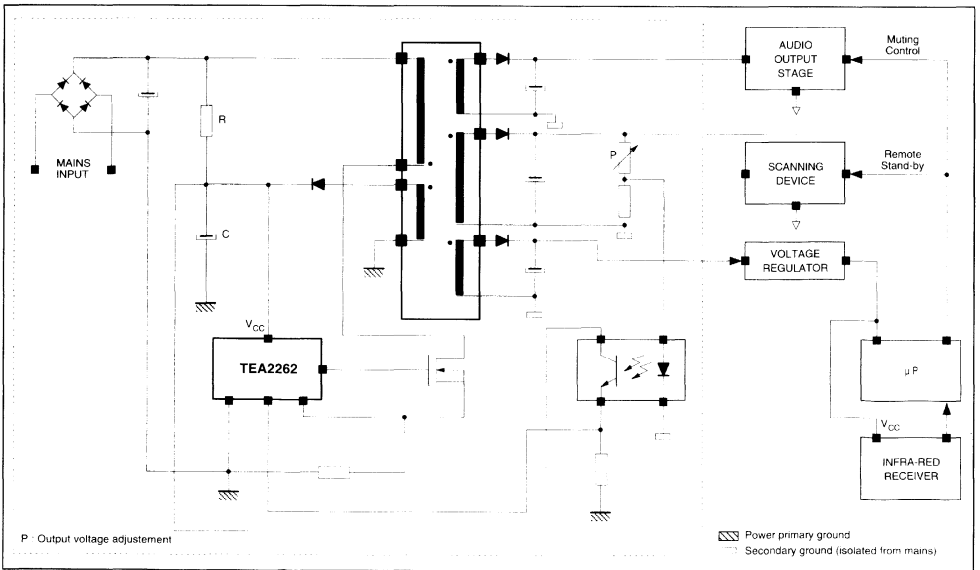 AUDIO
OUTPUT
STAGE
Muting
Control
R
MAINS
INPUT
P
SCANNING
DEVICE
Remote
Stand-by
C
VOLTAGE
REGULATOR
VCC
TEA2262
µ P
VCC
INFRA-RED
RECEIVER
P : Output voltage adjustement
Power primary ground
Secondary ground (isolated from mains)